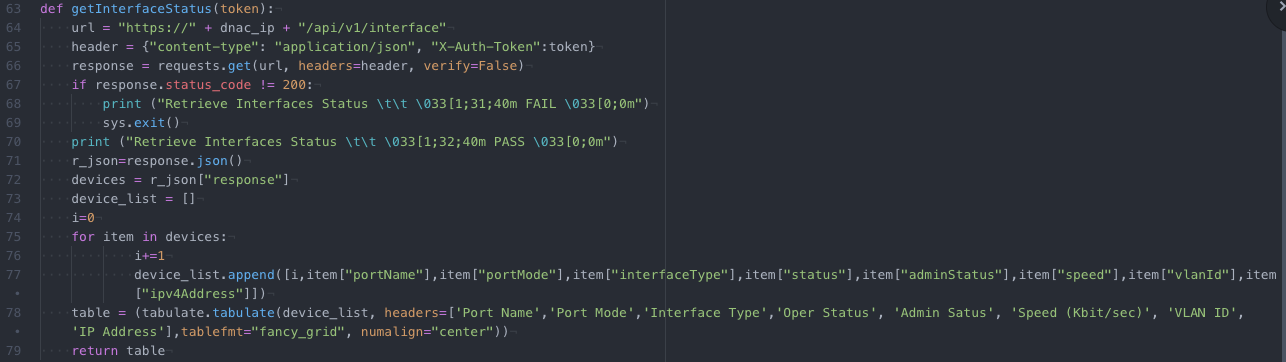 63 def getInterfaceStatus(token):
64 url = "https://" + dnac_ip + "/api/v1/interface"
65 header = {"content-type": "application/json", "X-Auth-Token":token}
66 response = requests.get(url, headers=header, verify=False)
67 if response.status_code != 200:
68 print ("Retrieve Interfaces Status \t\t \033[1;31;40m FAIL \033[0;0m")
69 sys.exit()
70 print ("Retrieve Interfaces Status \t\t \033[1;32;40m PASS \033[0;0m")
71 r_json=response.json()
72 devices = r_json["response"]
73 device_list = []
74 i=0
75 for item in devices:
76 i+=1
77 device_list.append([i,item["portName"],item["portMode"],item["interfaceType"],item["status"],item["adminStatus"],item["speed"],item["vlanId"],item
• ["ipv4Address"]])
78 table = (tabulate.tabulate(device_list, headers=['Port Name','Port Mode','Interface Type','Oper Status', 'Admin Satus', 'Speed (Kbit/sec)', 'VLAN ID',
• 'IP Address'],tablefmt="fancy_grid", numalign="center"))
79 return table